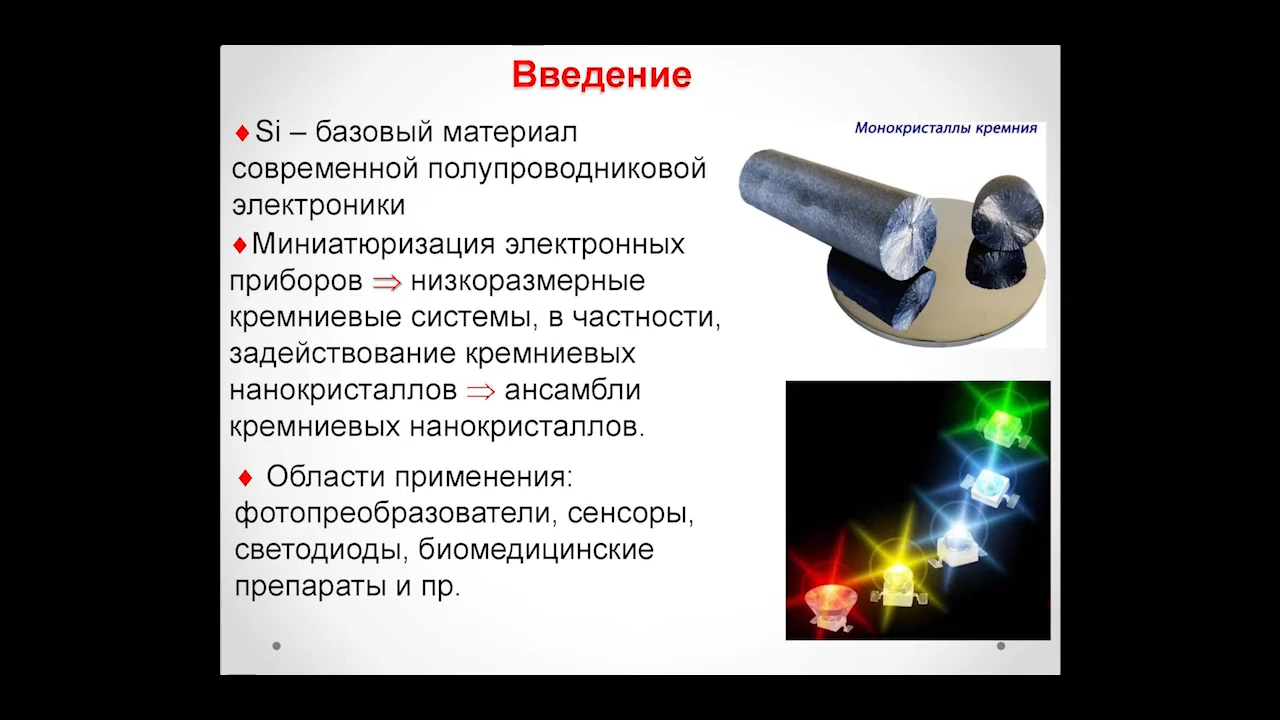 Введение
♦Si – базовый материал
современной полупроводниковой
электроники
♦Миниатюризация электронных
приборов ⇒ низкоразмерные
кремниевые системы, в частности,
задействование кремниевых
нанокристаллов ⇒ ансамбли
кремниевых нанокристаллов.
♦ Области применения:
фотопреобразователи, сенсоры,
светодиоды, биомедицинские
препараты и пр.
Монокристаллы кремния